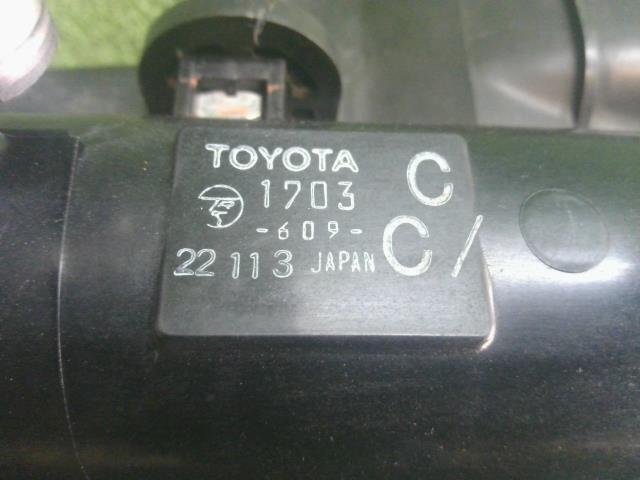 TOYOTA
1703 C
-609-
22 113 JAPAN C/